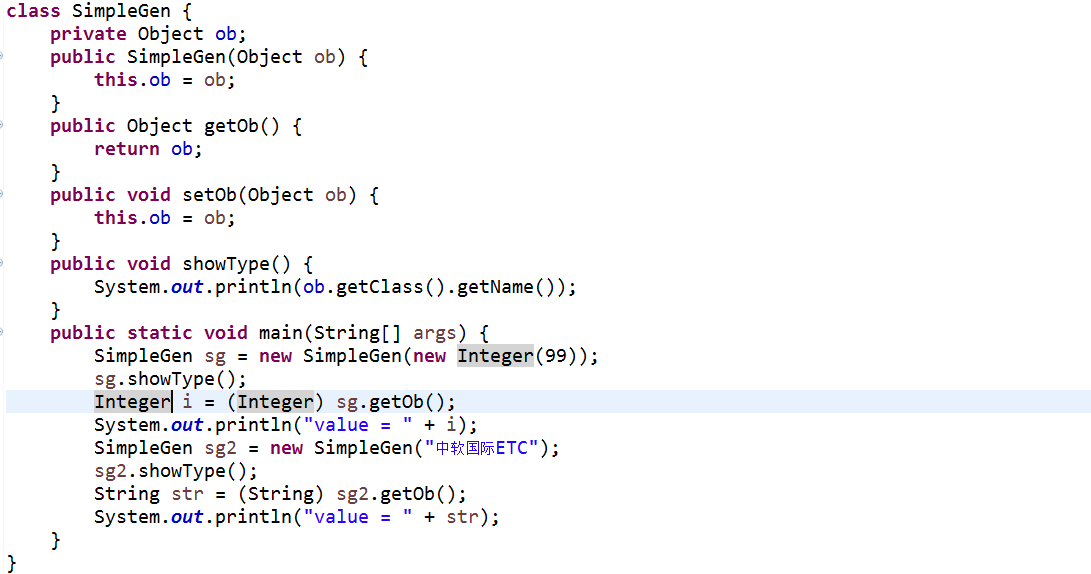 class SimpleGen {
    private Object ob;
    public SimpleGen(Object ob) {
        this.ob = ob;
    }
    public Object getOb() {
        return ob;
    }
    public void setOb(Object ob) {
        this.ob = ob;
    }
    public void showType() {
        System.out.println(ob.getClass().getName());
    }
    public static void main(String[] args) {
        SimpleGen sg = new SimpleGen(new Integer(99));
        sg.showType();
        Integer i = (Integer) sg.getOb();
        System.out.println("value = " + i);
        SimpleGen sg2 = new SimpleGen("中软国际ETC");
        sg2.showType();
        String str = (String) sg2.getOb();
        System.out.println("value = " + str);
    }
}